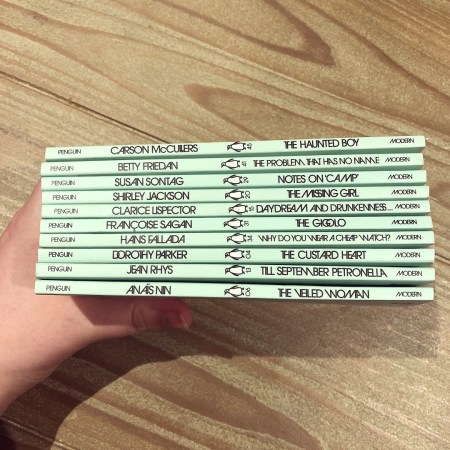 PENGUIN CARSON McCULLERS THE HAUNTED BOY MODERN
PENGUIN BETTY FRIEDAN THE PROBLEM THAT HAS NO NAME MODERN
PENGUIN SUSAN SONTAG NOTES ON 'CAMP' MODERN
PENGUIN SHIRLEY JACKSON THE MISSING GIRL MODERN
PENGUIN CLARICE LISPECTOR DAYDREAM AND DRUNKENNESS... MODERN
PENGUIN FRANÇOISE SAGAN THE GIGOLO MODERN
PENGUIN HANS FALLADA WHY DO YOU WEAR A CHEAP WATCH? MODERN
PENGUIN DOROTHY PARKER THE CUSTARD HEART MODERN
PENGUIN JEAN RHYS TILL SEPTEMBER PETRONELLA MODERN
PENGUIN ANAÏS NIN 06 THE VEILED WOMAN MODERN